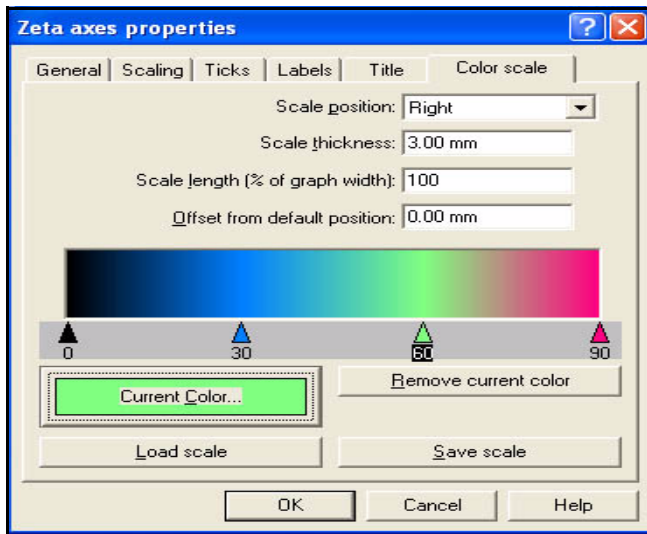 Zeta axes properties
General Scaling Ticks Labels Title Color scale
Scale position: Right
Scale thickness: 3.00 mm
Scale length (% of graph width): 100
Offset from default position: 0.00 mm
0 30 60 90
Current Color... Remove current color
Load scale Save scale
OK Cancel Help